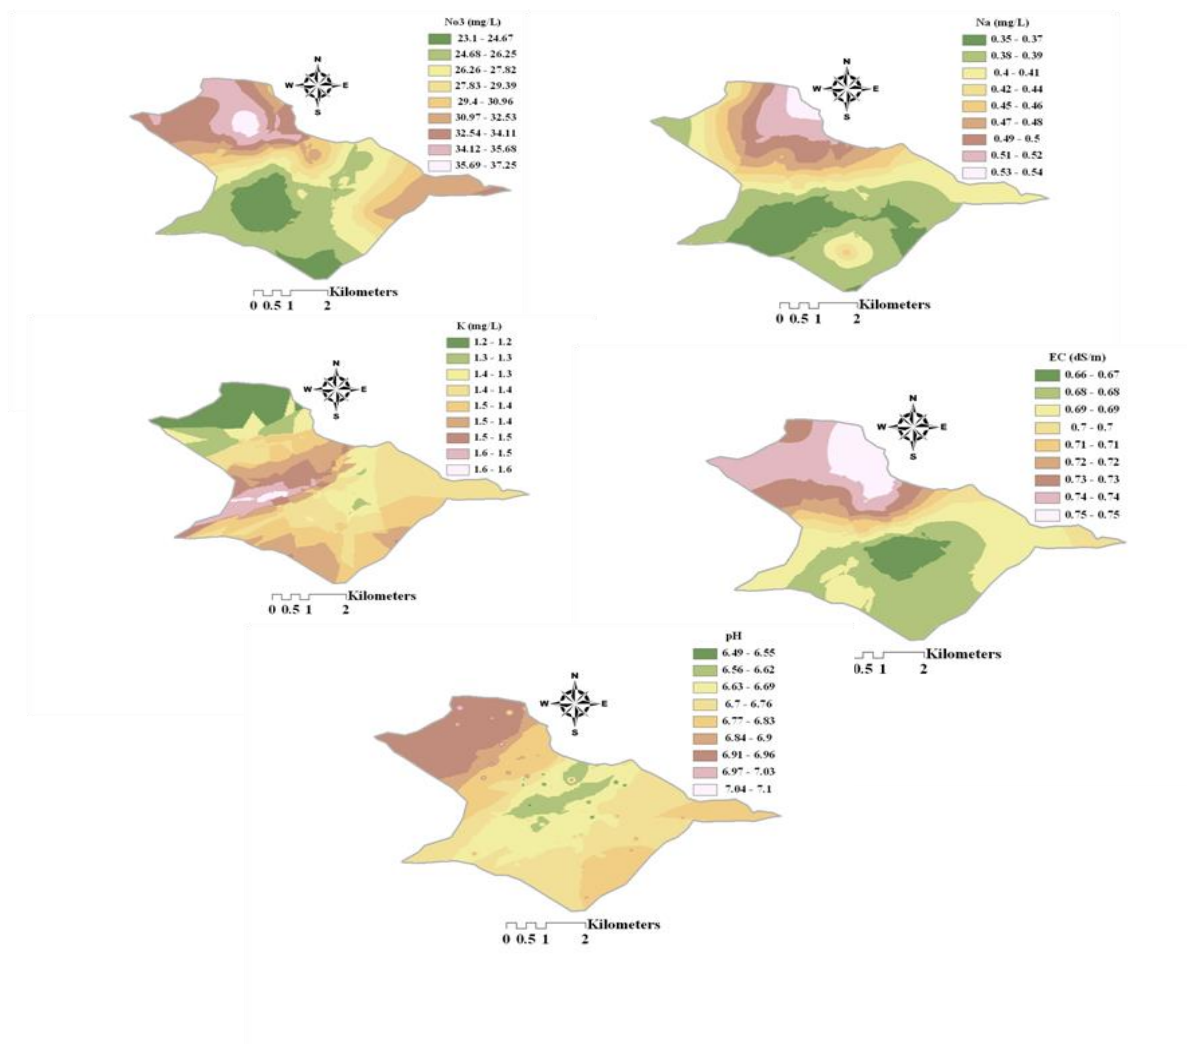 No3 (mg/L)
23.1 - 24.67
24.68 - 26.25
26.26 - 27.82
27.83 - 29.39
29.4 - 30.96
30.97 - 32.53
32.54 - 34.11
34.12 - 35.68
35.69 - 37.25
N
W E
S
Kilometers
0 0.5 1 2
Na (mg/L)
0.35 - 0.37
0.38 - 0.39
0.4 - 0.41
0.42 - 0.44
0.45 - 0.46
0.47 - 0.48
0.49 - 0.5
0.51 - 0.52
0.53 - 0.54
N
W E
S
Kilometers
0 0.5 1 2
K (mg/L)
1.2 - 1.2
1.3 - 1.3
1.4 - 1.3
1.4 - 1.4
1.5 - 1.4
1.5 - 1.4
1.5 - 1.5
1.6 - 1.5
1.6 - 1.6
N
W E
S
Kilometers
0 0.5 1 2
EC (dS/m)
0.66 - 0.67
0.68 - 0.68
0.69 - 0.69
0.7 - 0.7
0.71 - 0.71
0.72 - 0.72
0.73 - 0.73
0.74 - 0.74
0.75 - 0.75
N
W E
S
Kilometers
0.5 1 2
pH
6.49 - 6.55
6.56 - 6.62
6.63 - 6.69
6.7 - 6.76
6.77 - 6.83
6.84 - 6.9
6.91 - 6.96
6.97 - 7.03
7.04 - 7.1
N
W E
S
Kilometers
0 0.5 1 2